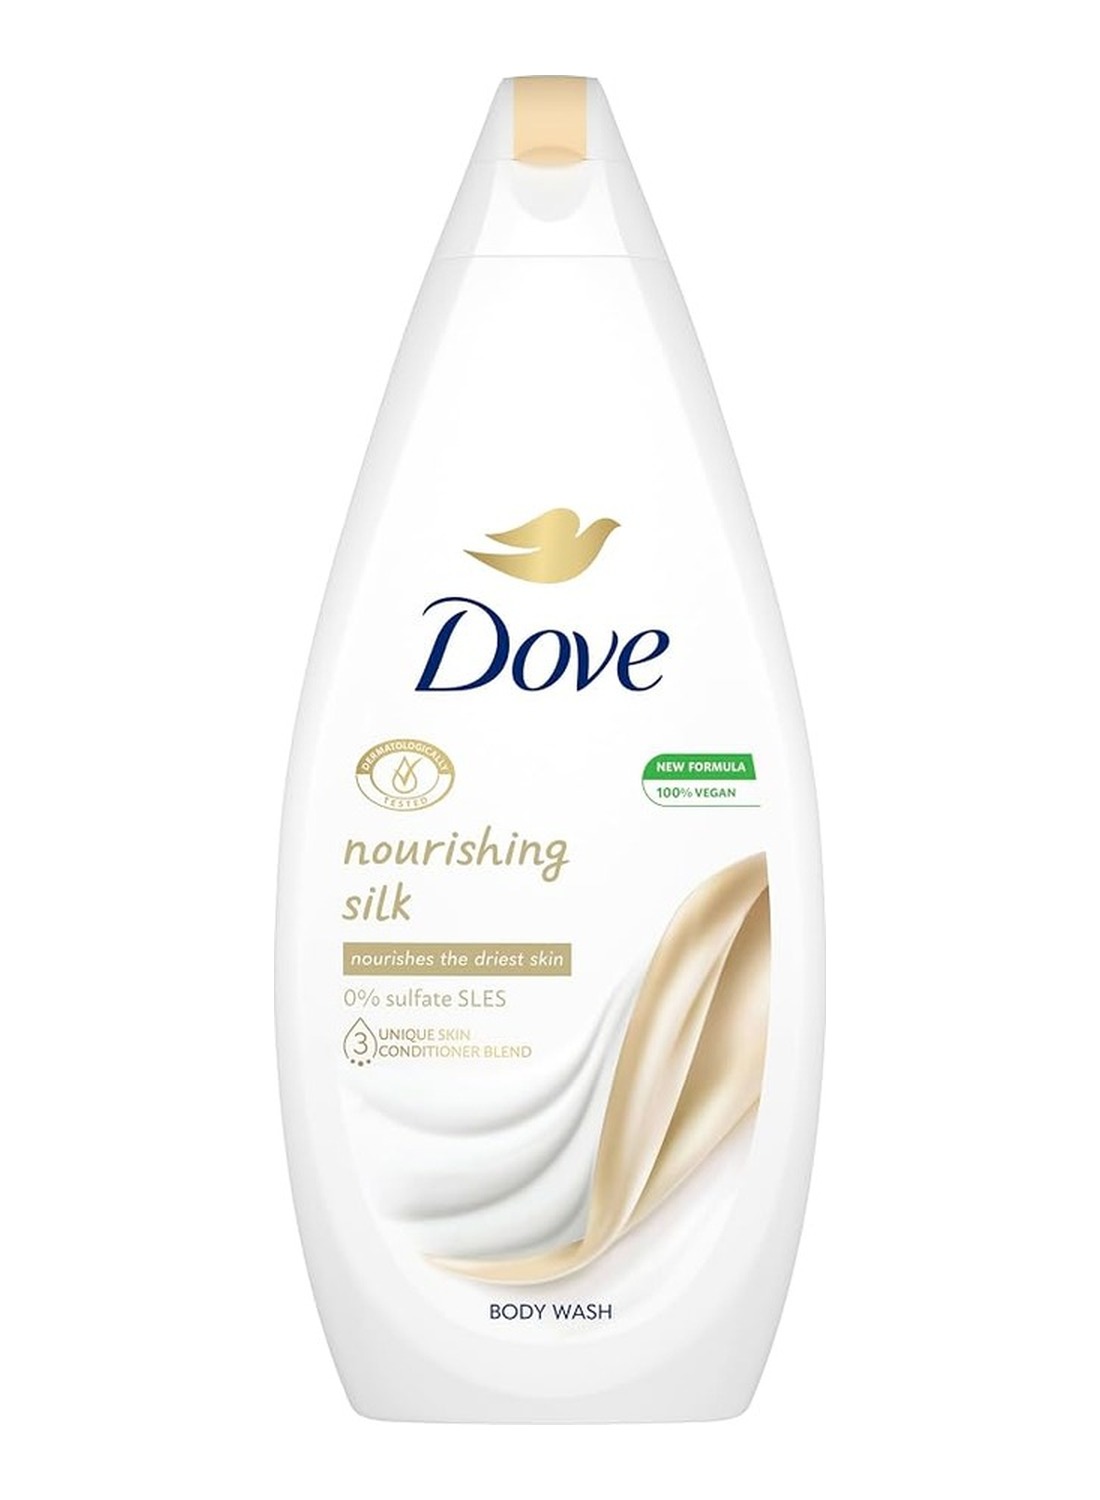 Dove
DERMATOLOGICALLY
TESTED
NEW FORMULA
100% VEGAN
nourishing
silk
nourishes the driest skin
0% sulfate SLES
3
UNIQUE SKIN
CONDITIONER BLEND
BODY WASH